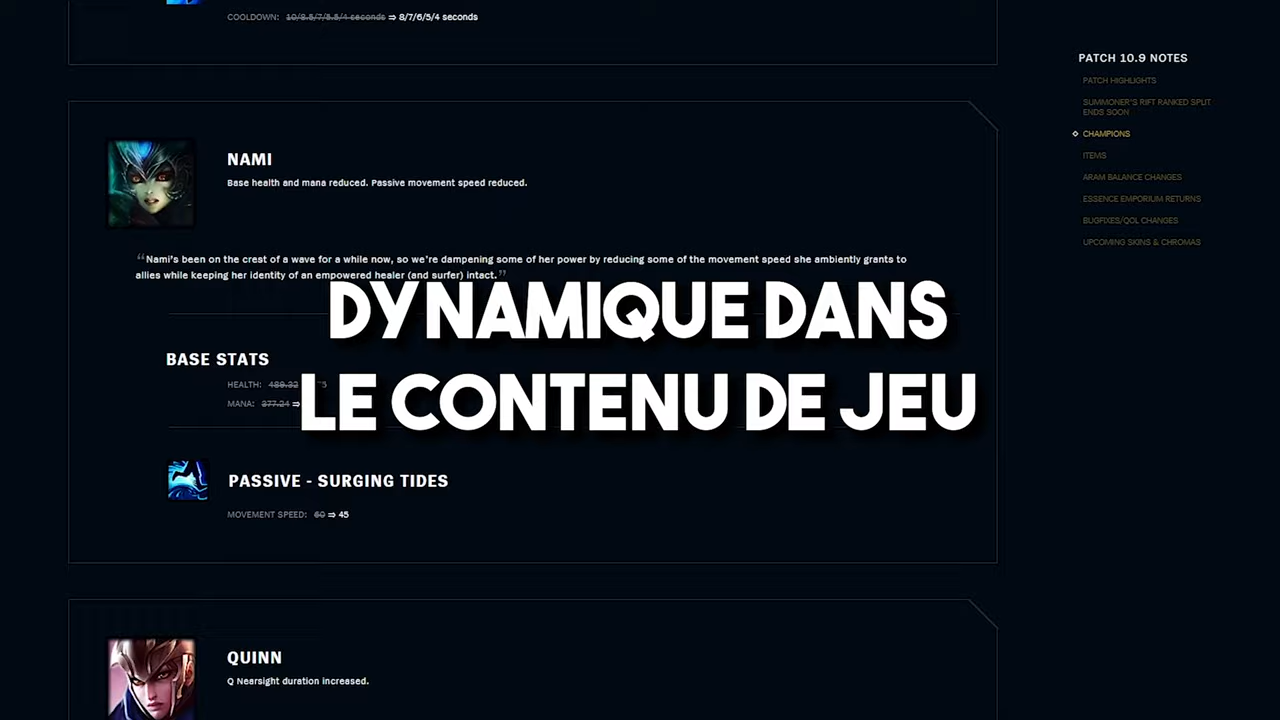 COOLDOWN: 10/8.5/7/5.5/4 seconds ⇒ 8/7/6/5/4 seconds
PATCH 10.9 NOTES
PATCH HIGHLIGHTS
SUMMONER'S RIFT RANKED SPLIT
ENDS SOON
CHAMPIONS
ITEMS
ARAM BALANCE CHANGES
ESSENCE EMPORIUM RETURNS
BUGFIXES/QOL CHANGES
UPCOMING SKINS & CHROMAS
NAMI
Base health and mana reduced. Passive movement speed reduced.
“Nami's been on the crest of a wave for a while now, so we're dampening some of her power by reducing some of the movement speed she ambiently grants to
allies while keeping her identity of an empowered healer (and surfer) intact.”
DYNAMIQUE DANS
LE CONTENU DE JEU
BASE STATS
HEALTH: 489.32
MANA: 377.24 ⇒
PASSIVE - SURGING TIDES
MOVEMENT SPEED: 60 ⇒ 45
QUINN
Q Nearsight duration increased.